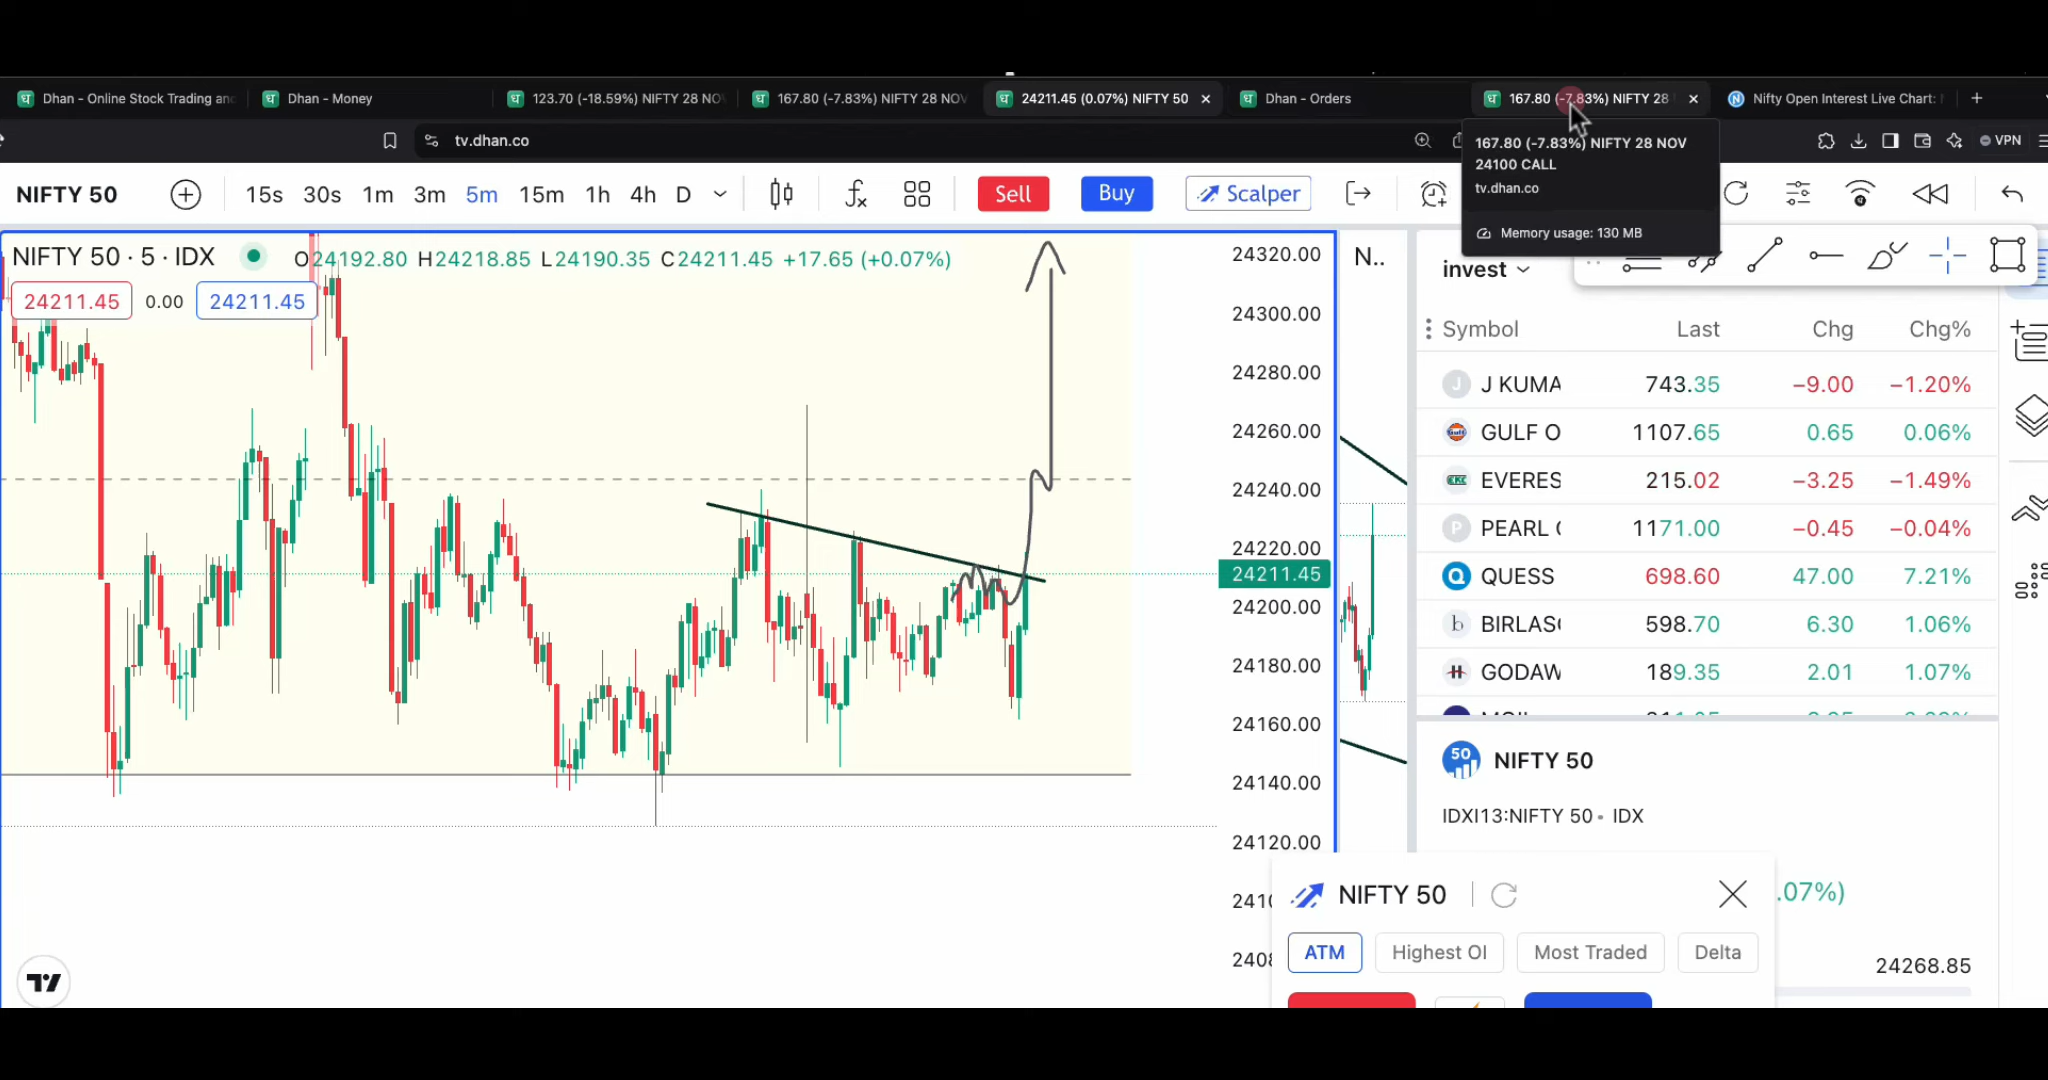 Dhan - Online Stock Trading an
Dhan - Money
123.70 (-18.59%) NIFTY 28 NO
167.80 (-7.83%) NIFTY 28 NOV
24211.45 (0.07%) NIFTY 50
Dhan - Orders
167.80 (-7.83%) NIFTY 28
Nifty Open Interest Live Chart:
tv.dhan.co
VPN
167.80 (-7.83%) NIFTY 28 NOV
24100 CALL
tv.dhan.co
Memory usage: 130 MB
NIFTY 50
15s 30s 1m 3m 5m 15m 1h 4h D
Sell
Buy
Scalper
NIFTY 50 · 5 · IDX
O24192.80 H24218.85 L24190.35 C24211.45 +17.65 (+0.07%)
24211.45 0.00 24211.45
24320.00
24300.00
24280.00
24260.00
24240.00
24220.00
24211.45
24200.00
24180.00
24160.00
24140.00
24120.00
N..
invest
Symbol Last Chg Chg%
J J KUMA 743.35 −9.00 −1.20%
GULF O 1107.65 0.65 0.06%
EVERES 215.02 −3.25 −1.49%
P PEARL 1171.00 −0.45 −0.04%
QUESS 698.60 47.00 7.21%
b BIRLAS 598.70 6.30 1.06%
GODAW 189.35 2.01 1.07%
50 NIFTY 50
IDXI13:NIFTY 50 • IDX
.07%)
24268.85
NIFTY 50
ATM
Highest OI
Most Traded
Delta